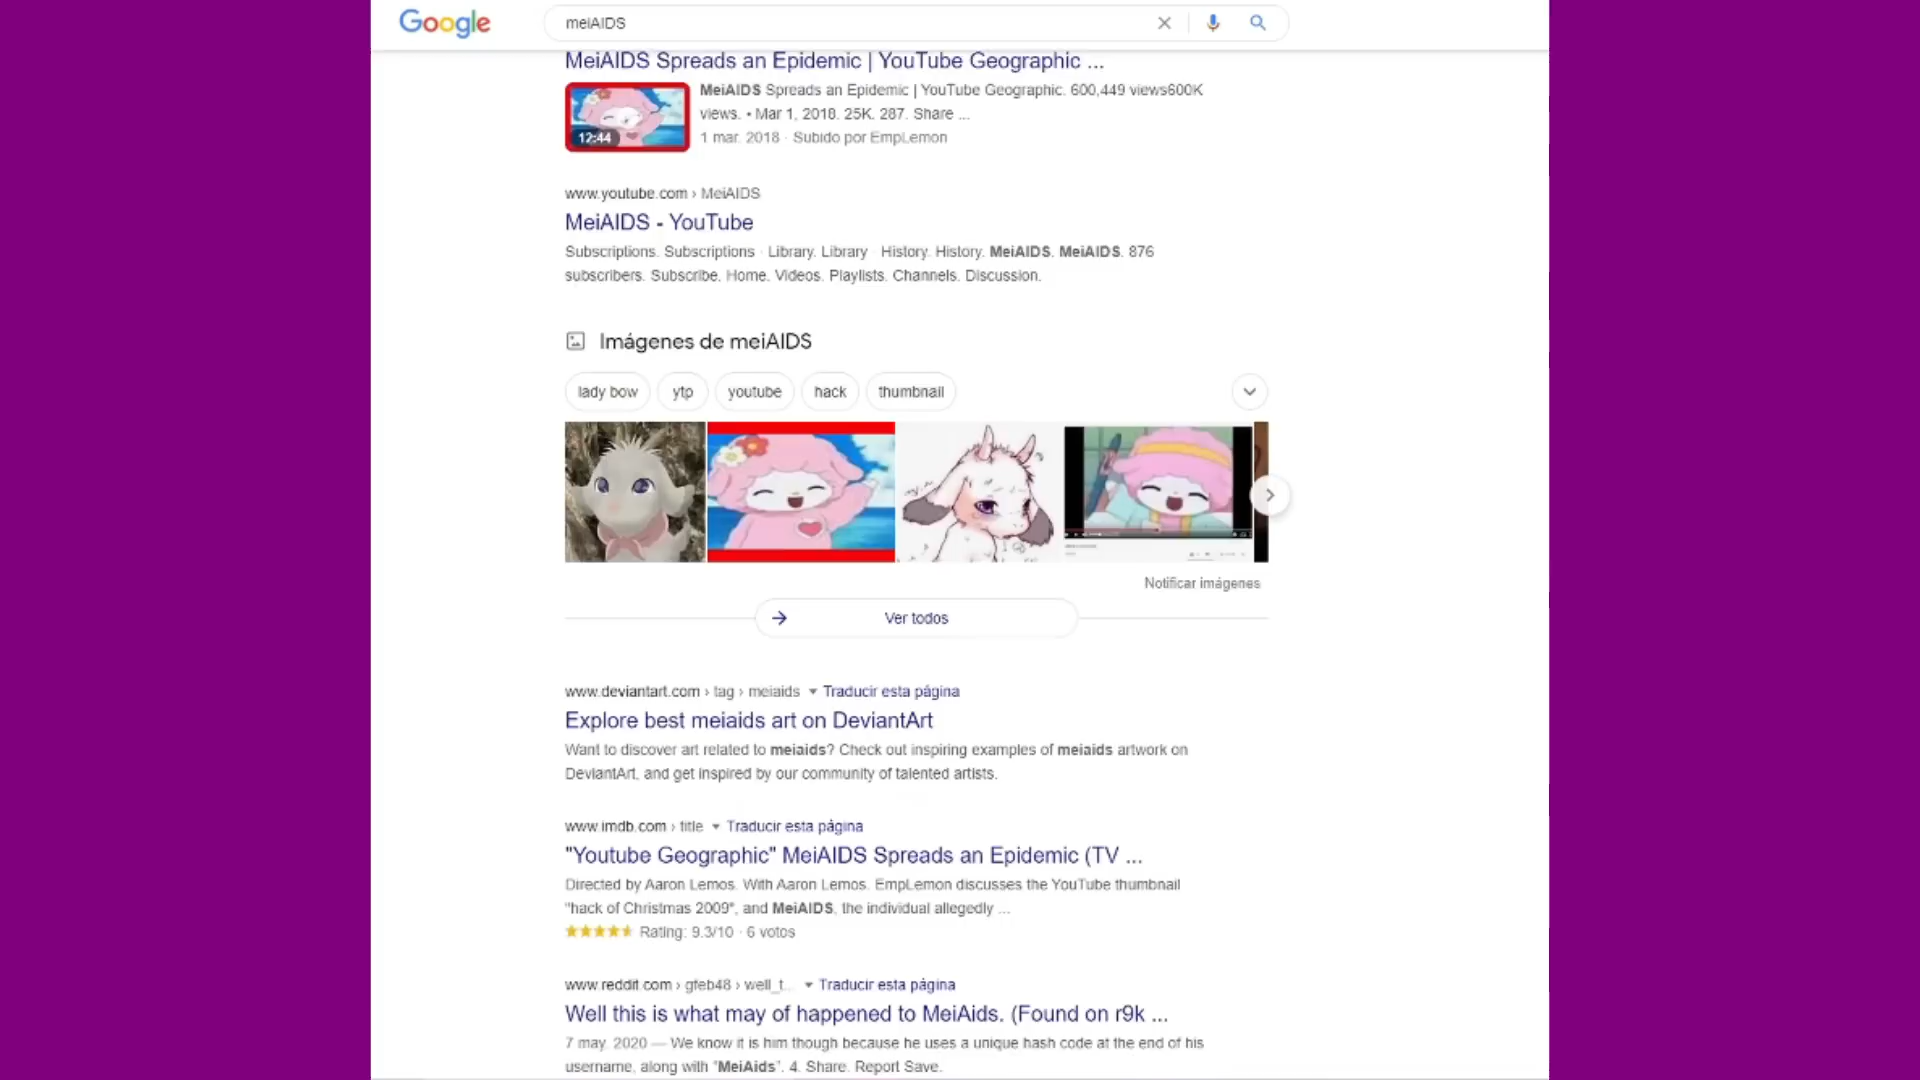 Google
meiAIDS
MeiAIDS Spreads an Epidemic | YouTube Geographic ...
MeiAIDS Spreads an Epidemic | YouTube Geographic. 600,449 views600K
views. • Mar 1, 2018. 25K. 287. Share ...
12:44
1 mar. 2018 · Subido por EmpLemon
www.youtube.com › MeiAIDS
MeiAIDS - YouTube
Subscriptions. Subscriptions · Library. Library · History. History. MeiAIDS. MeiAIDS. 876
subscribers. Subscribe. Home. Videos. Playlists. Channels. Discussion.
Imágenes de meiAIDS
lady bow ytp youtube hack thumbnail
Notificar imágenes
Ver todos
www.deviantart.com › tag › meiaids Traducir esta página
Explore best meiaids art on DeviantArt
Want to discover art related to meiaids? Check out inspiring examples of meiaids artwork on
DeviantArt, and get inspired by our community of talented artists.
www.imdb.com › title Traducir esta página
"Youtube Geographic" MeiAIDS Spreads an Epidemic (TV ...
Directed by Aaron Lemos. With Aaron Lemos. EmpLemon discusses the YouTube thumbnail
"hack of Christmas 2009", and MeiAIDS, the individual allegedly ...
Rating: 9.3/10 · 6 votos
www.reddit.com › gfeb48 › well_t... Traducir esta página
Well this is what may of happened to MeiAids. (Found on r9k ...
7 may. 2020 — We know it is him though because he uses a unique hash code at the end of his
username, along with "MeiAids". 4. Share. Report Save.